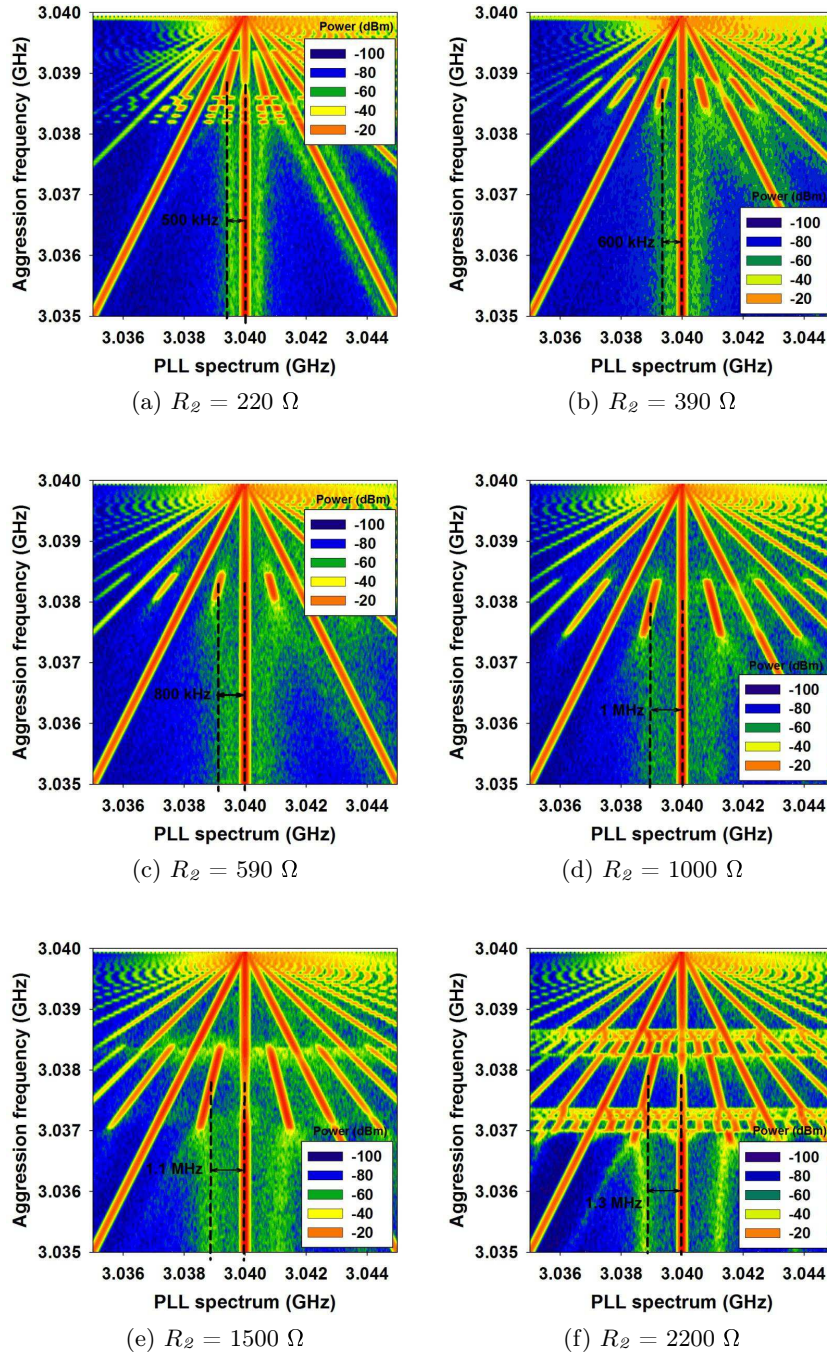 3.040
3.039
3.038
3.037
3.036
3.035
Aggression frequency (GHz)
Power (dBm)
-100
-80
-60
-40
-20
500 kHz
3.036 3.038 3.040 3.042 3.044
PLL spectrum (GHz)
(a) R2 = 220 Ω
3.040
3.039
3.038
3.037
3.036
3.035
Aggression frequency (GHz)
Power (dBm)
-100
-80
-60
-40
-20
600 kHz
3.036 3.038 3.040 3.042 3.044
PLL spectrum (GHz)
(b) R2 = 390 Ω
3.040
3.039
3.038
3.037
3.036
3.035
Aggression frequency (GHz)
Power (dBm)
-100
-80
-60
-40
-20
800 kHz
3.036 3.038 3.040 3.042 3.044
PLL spectrum (GHz)
(c) R2 = 590 Ω
3.040
3.039
3.038
3.037
3.036
3.035
Aggression frequency (GHz)
Power (dBm)
-100
-80
-60
-40
-20
1 MHz
3.036 3.038 3.040 3.042 3.044
PLL spectrum (GHz)
(d) R2 = 1000 Ω
3.040
3.039
3.038
3.037
3.036
3.035
Aggression frequency (GHz)
Power (dBm)
-100
-80
-60
-40
-20
1.1 MHz
3.036 3.038 3.040 3.042 3.044
PLL spectrum (GHz)
(e) R2 = 1500 Ω
3.040
3.039
3.038
3.037
3.036
3.035
Aggression frequency (GHz)
Power (dBm)
-100
-80
-60
-40
-20
1.3 MHz
3.036 3.038 3.040 3.042 3.044
PLL spectrum (GHz)
(f) R2 = 2200 Ω